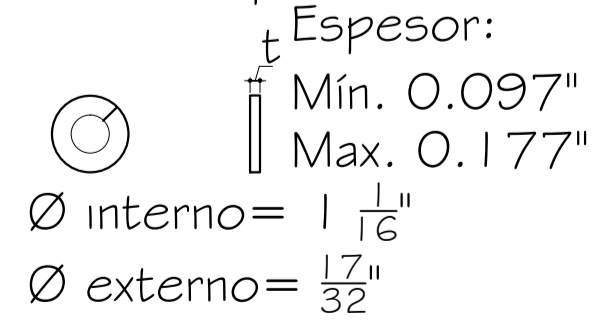 Espesor:
t
Mín. 0.097"
Max. 0.177"
Ø interno= 1 1/16"
Ø externo= 17/32"